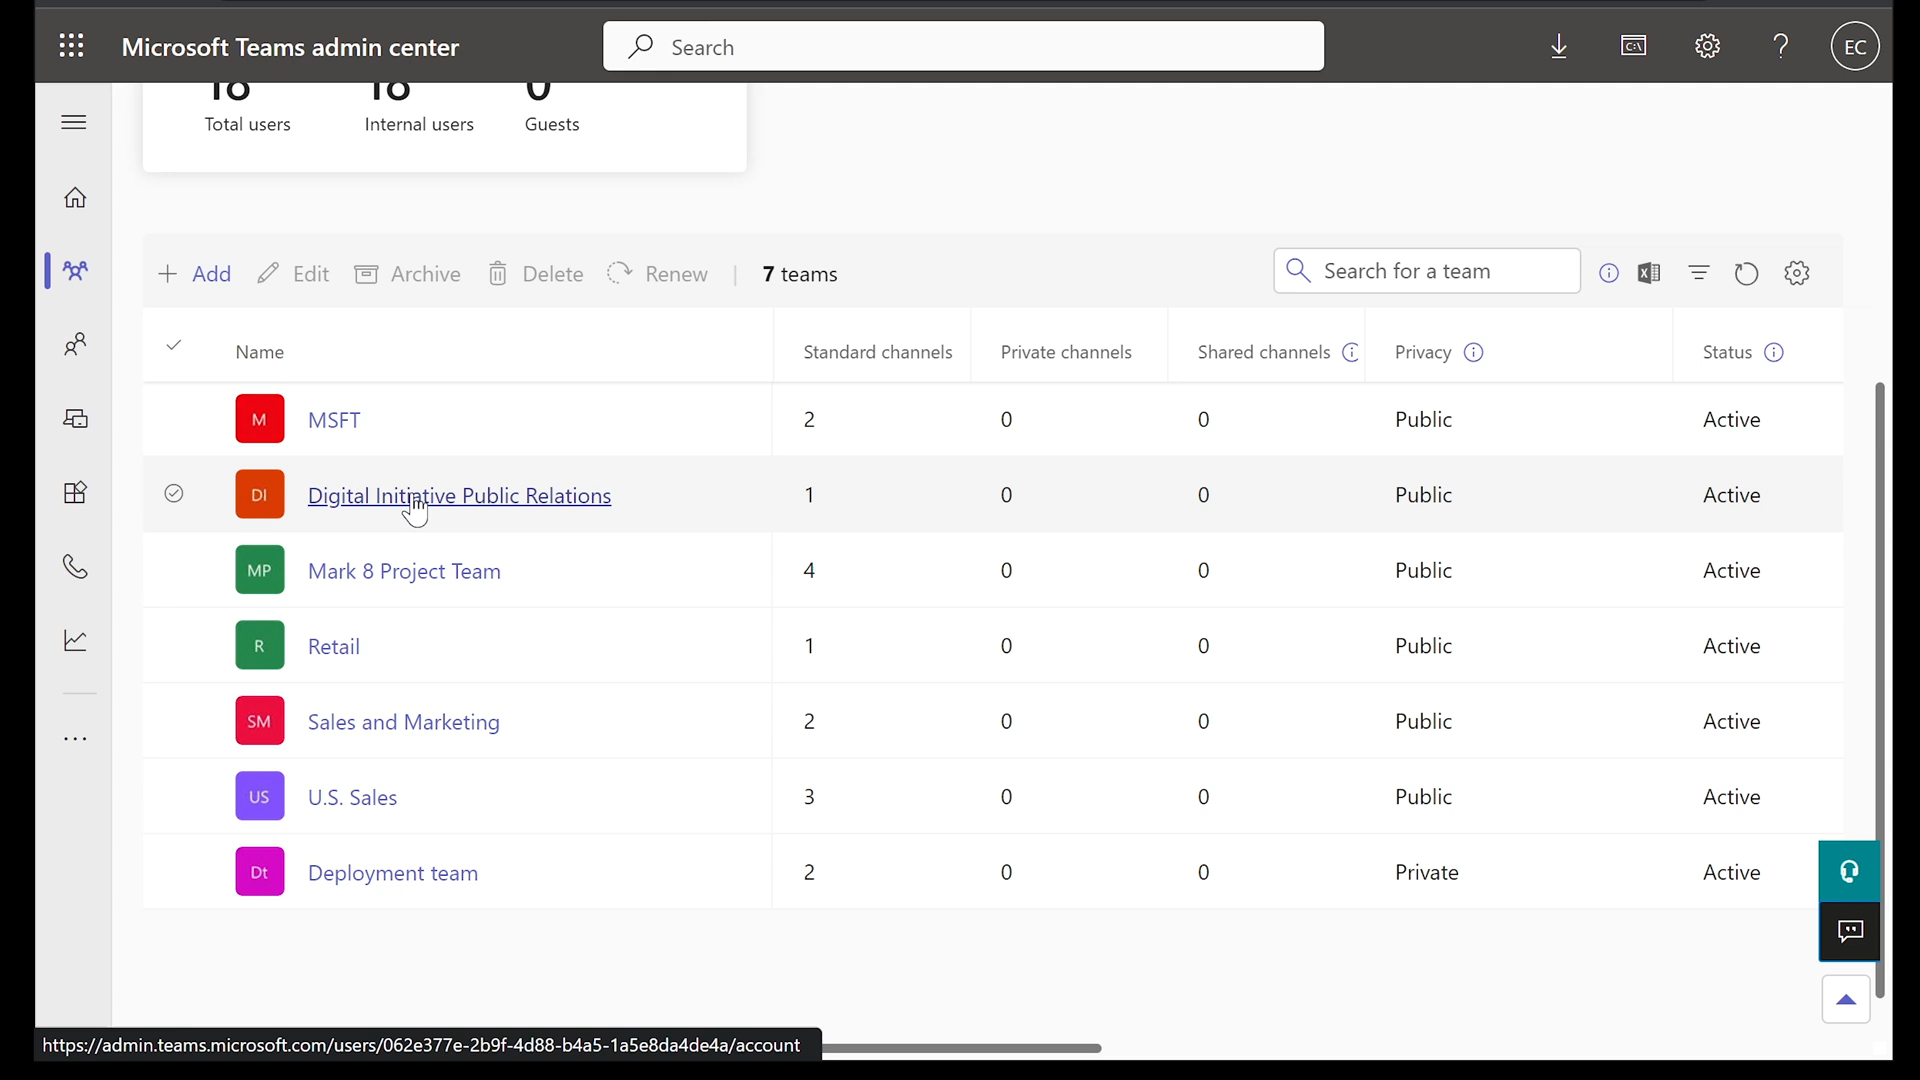 Microsoft Teams admin center
Search
EC
18 18 0
Total users Internal users Guests
Add Edit Archive Delete Renew | 7 teams Search for a team
Name Standard channels Private channels Shared channels Privacy Status
M MSFT 2 0 0 Public Active
DI Digital Initiative Public Relations 1 0 0 Public Active
MP Mark 8 Project Team 4 0 0 Public Active
R Retail 1 0 0 Public Active
SM Sales and Marketing 2 0 0 Public Active
US U.S. Sales 3 0 0 Public Active
Dt Deployment team 2 0 0 Private Active
https://admin.teams.microsoft.com/users/062e377e-2b9f-4d88-b4a5-1a5e8da4de4a/account